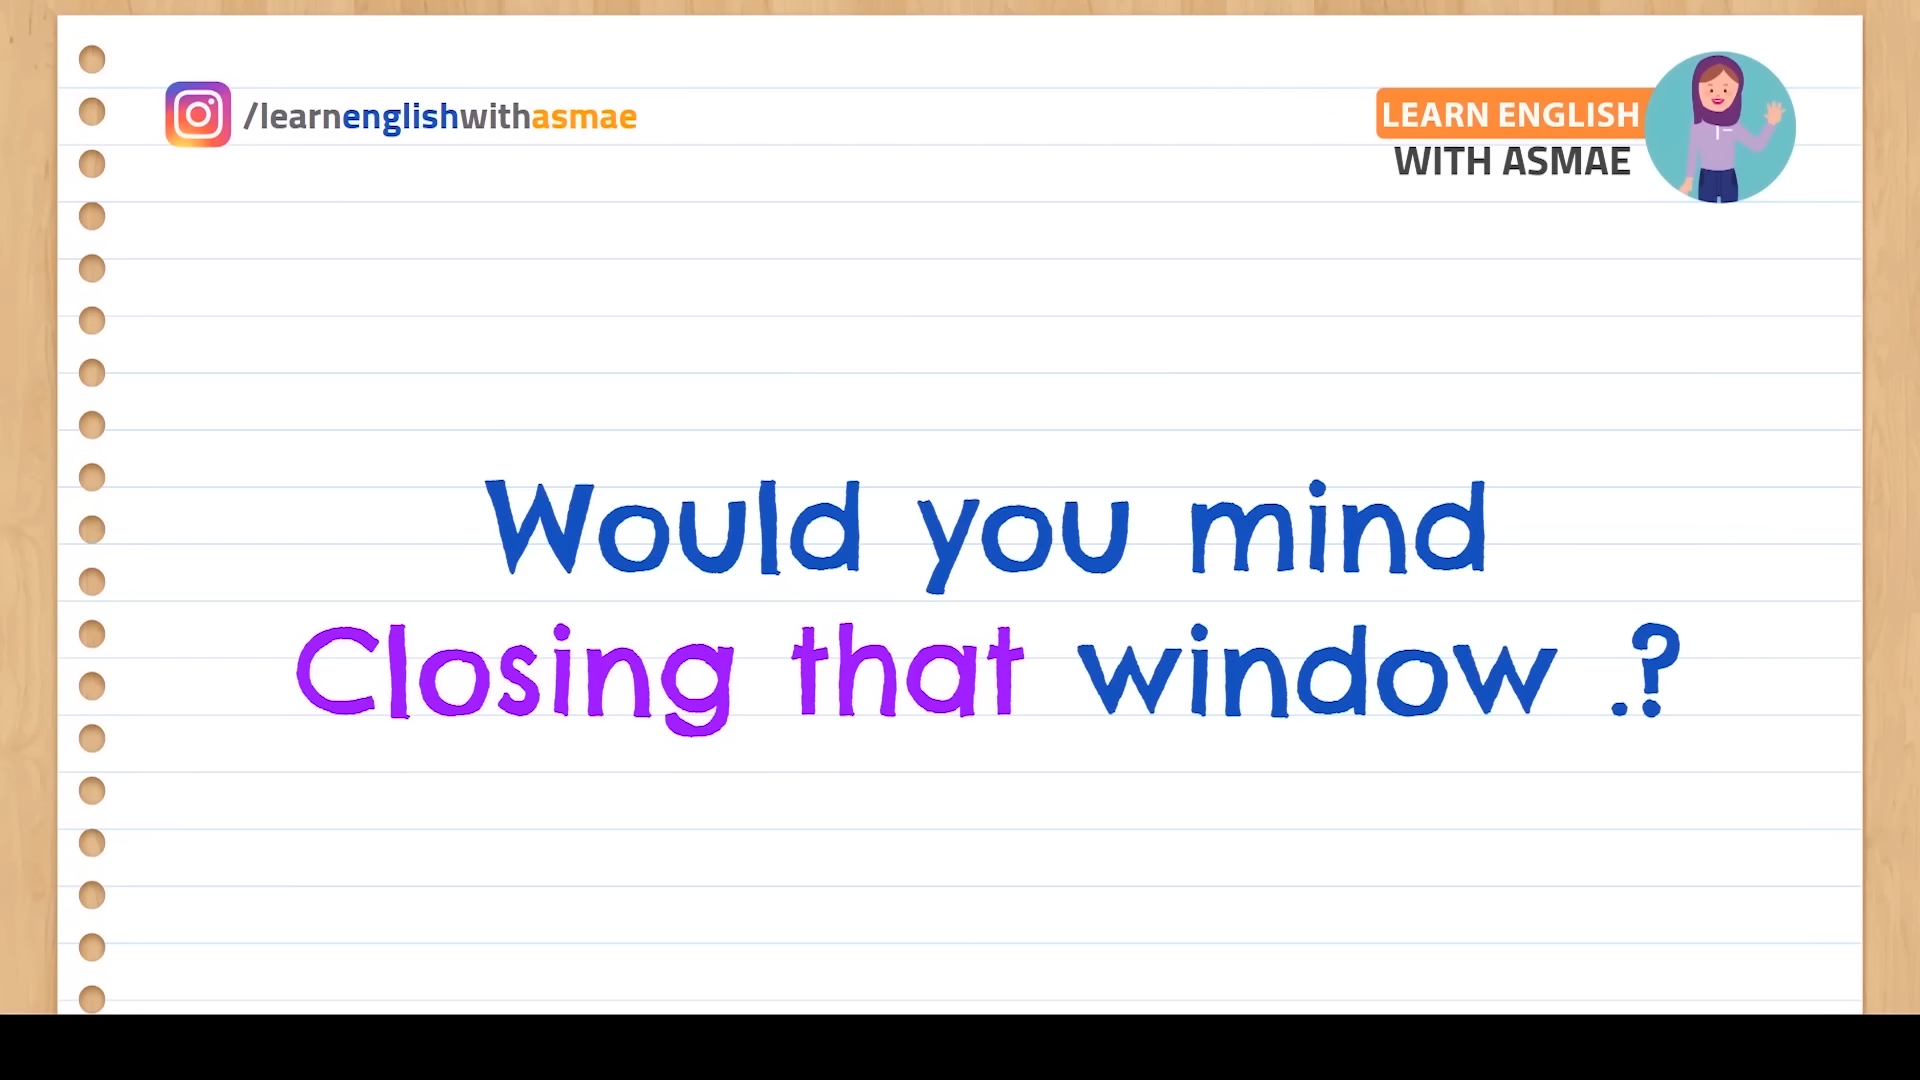 /learnenglishwithasmae
LEARN ENGLISH
WITH ASMAE
Would you mind
Closing that window .?